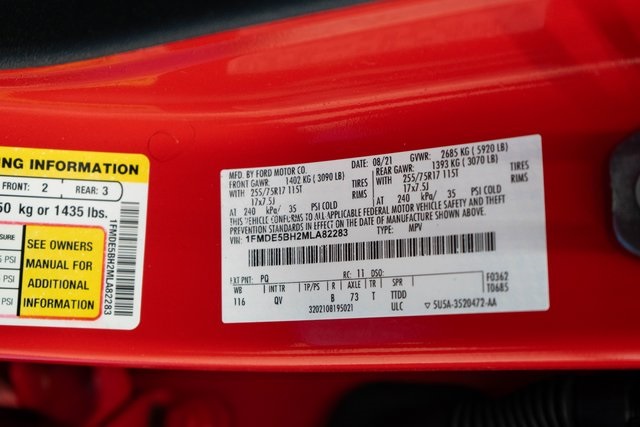 NG INFORMATION
FRONT: 2 REAR: 3
50 kg or 1435 lbs.
PSI
PSI
SEE OWNERS
MANUAL FOR
ADDITIONAL
INFORMATION
1FMDE5BH2MLA82283
MFD. BY FORD MOTOR CO.
DATE: 08/21 GVWR: 2685 KG ( 5920 LB)
FRONT GAWR: 1402 KG ( 3090 LB) REAR GAWR: 1393 KG ( 3070 LB)
WITH 255/75R17 115T TIRES WITH 255/75R17 115T TIRES
17x7.5J RIMS 17x7.5J RIMS
AT 240 kPa/ 35 PSI COLD AT 240 kPa/ 35 PSI COLD
THIS VEHICLE CONFORMS TO ALL APPLICABLE FEDERAL MOTOR VEHICLE SAFETY AND THEFT
PREVENTION STANDARDS IN EFFECT ON THE DATE OF MANUFACTURE SHOWN ABOVE.
VIN: 1FMDE5BH2MLA82283 TYPE: MPV
EXT PNT: PQ RC: 11 DSO: F0362
WB INT TR TP/PS R AXLE TR SPR T0685
116 QV B 73 T TTDD
3202108195021 ULC ▽ 5U5A-3520472-AA